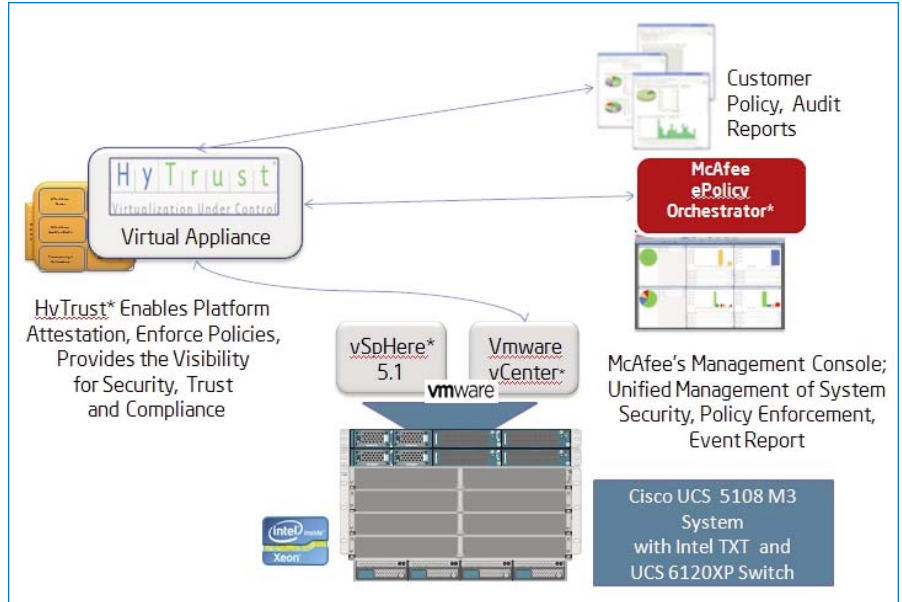 Customer
Policy, Audit
Reports
HyTrust
Virtualization Under Control
Virtual Appliance
McAfee
ePolicy
Orchestrator*
HyTrust* Enables Platform
Attestation, Enforce Policies,
Provides the Visibility
for Security, Trust
and Compliance
vSpHere*
5.1
Vmware
vCenter*
vmware
McAfee's Management Console;
Unified Management of System
Security, Policy Enforcement,
Event Report
intel inside
Xeon
Cisco UCS 5108 M3
System
with Intel TXT and
UCS 6120XP Switch